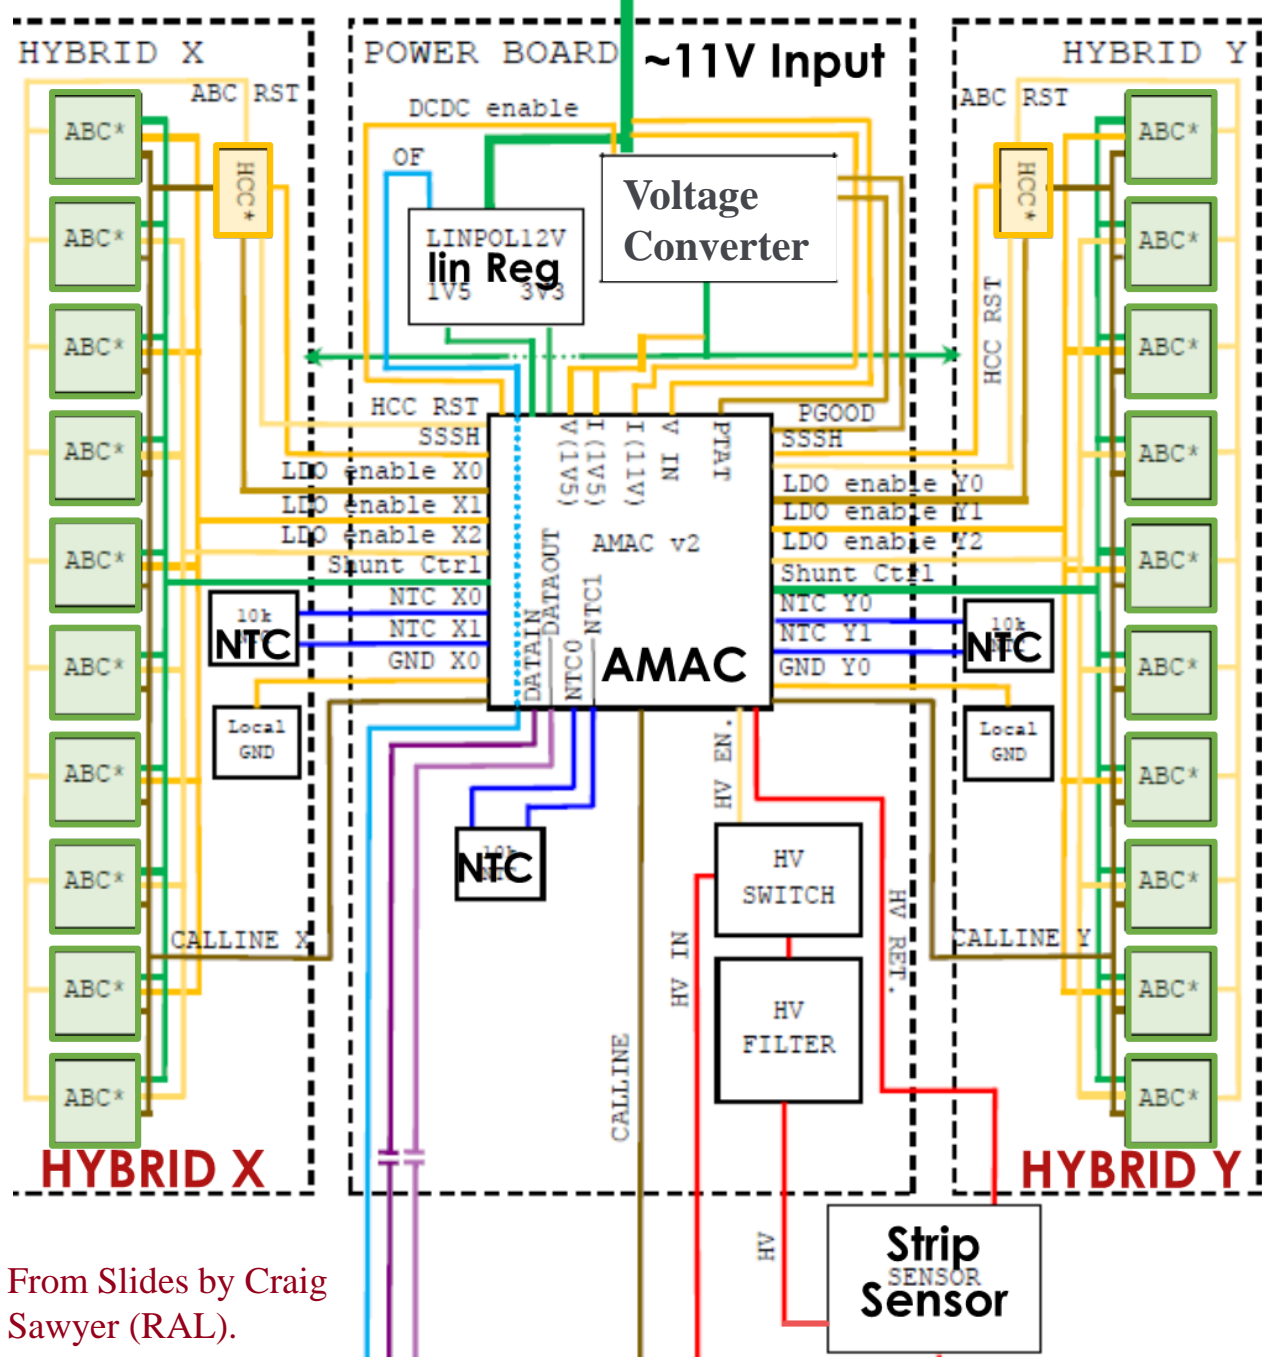 HYBRID X
POWER BOARD
~11V Input
HYBRID Y
ABC RST
DCDC enable
ABC RST
OF
HCC*
Voltage
Converter
HCC*
LINPOL12V
lin Reg
1V5 3V3
HCC RST
ABC*
ABC*
ABC*
ABC*
ABC*
ABC*
ABC*
ABC*
ABC*
ABC*
HCC RST
SSSH
LDO enable X0
LDO enable X1
LDO enable X2
Shunt Ctrl
NTC X0
NTC X1
GND X0
V(1V5)
I(1V5)
I(11V)
V IN
PTAT
AMAC v2
DATAIN
DATAOUT
NTC0
NTC1
AMAC
PGOOD
SSSH
LDO enable Y0
LDO enable Y1
LDO enable Y2
Shunt Ctrl
NTC Y0
NTC Y1
GND Y0
ABC*
ABC*
ABC*
ABC*
ABC*
ABC*
ABC*
ABC*
ABC*
ABC*
10k
NTC
10k
NTC
Local
GND
Local
GND
NTC
HV EN.
HV
SWITCH
HV RET.
HV IN
HV
FILTER
CALLINE X
CALLINE Y
CALLINE
HYBRID X
HYBRID Y
HV
Strip
SENSOR
Sensor
From Slides by Craig
Sawyer (RAL).